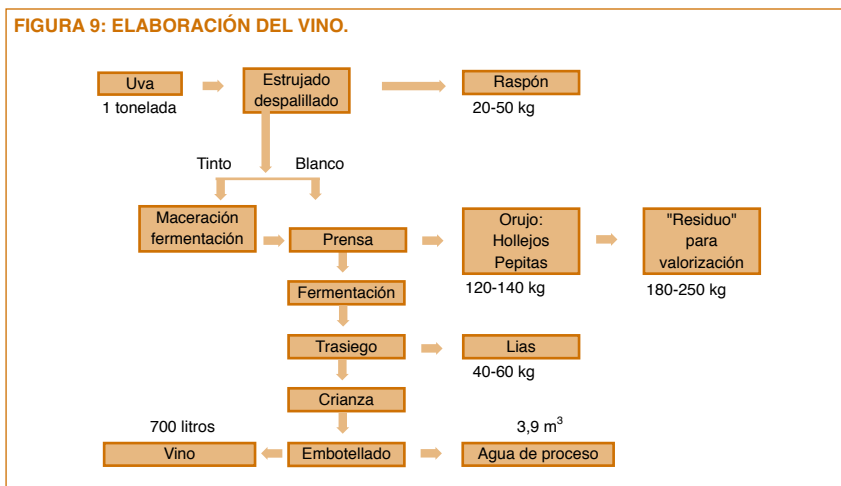 FIGURA 9: ELABORACIÓN DEL VINO.
Uva
1 tonelada
Estrujado
despalillado
Raspón
20-50 kg
Tinto
Blanco
Maceración
fermentación
Prensa
Orujo:
Hollejos
Pepitas
120-140 kg
"Residuo"
para
valorización
180-250 kg
Fermentación
Trasiego
Lias
40-60 kg
Crianza
700 litros
Vino
Embotellado
3,9 m³
Agua de proceso